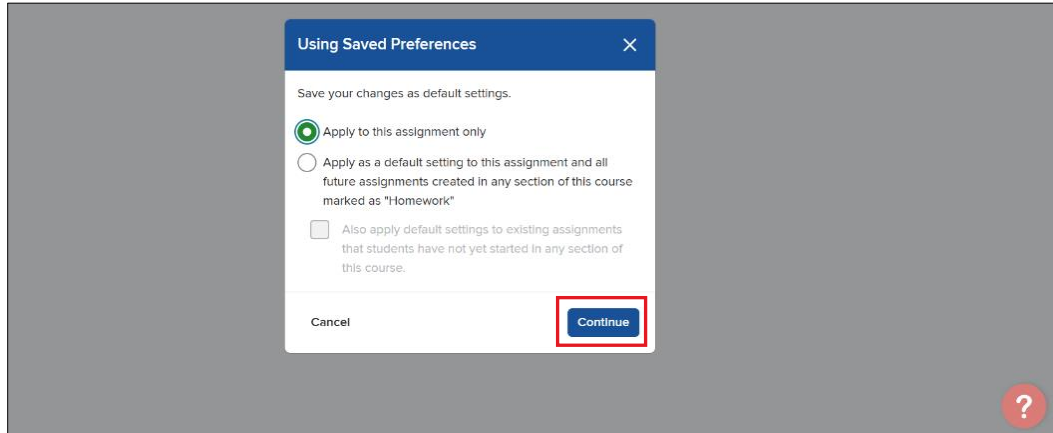 Using Saved Preferences
Save your changes as default settings.
Apply to this assignment only
Apply as a default setting to this assignment and all
future assignments created in any section of this course
marked as "Homework"
Also apply default settings to existing assignments
that students have not yet started in any section of
this course.
Cancel
Continue
?